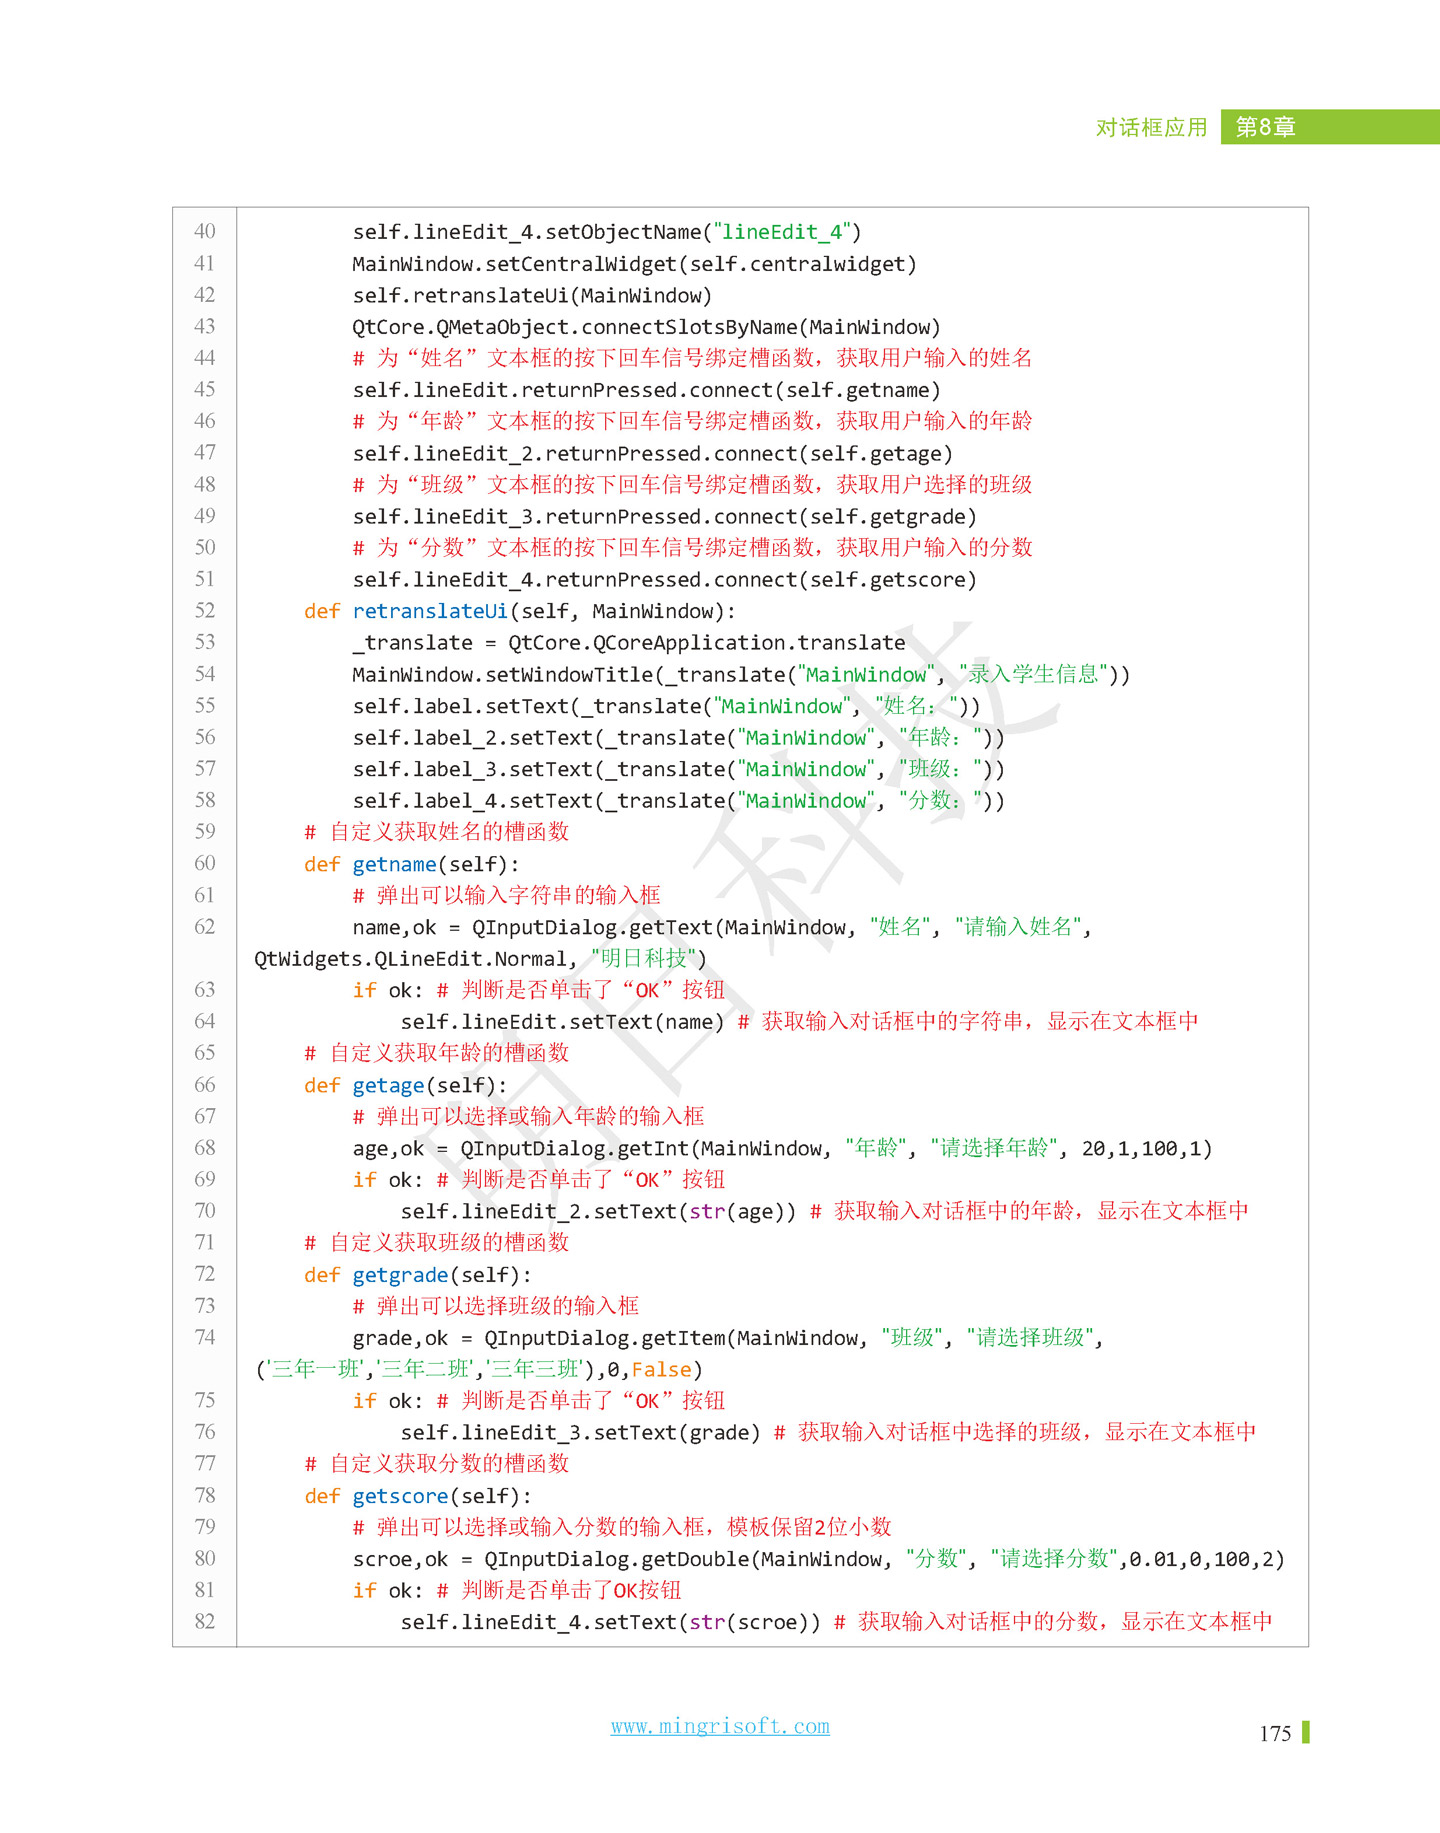 对话框应用 第8章
40         self.lineEdit_4.setObjectName("lineEdit_4")
41         MainWindow.setCentralWidget(self.centralwidget)
42         self.retranslateUi(MainWindow)
43         QtCore.QMetaObject.connectSlotsByName(MainWindow)
44         # 为“姓名”文本框的按下回车信号绑定槽函数，获取用户输入的姓名
45         self.lineEdit.returnPressed.connect(self.getname)
46         # 为“年龄”文本框的按下回车信号绑定槽函数，获取用户输入的年龄
47         self.lineEdit_2.returnPressed.connect(self.getage)
48         # 为“班级”文本框的按下回车信号绑定槽函数，获取用户选择的班级
49         self.lineEdit_3.returnPressed.connect(self.getgrade)
50         # 为“分数”文本框的按下回车信号绑定槽函数，获取用户输入的分数
51         self.lineEdit_4.returnPressed.connect(self.getscore)
52     def retranslateUi(self, MainWindow):
53         _translate = QtCore.QCoreApplication.translate
54         MainWindow.setWindowTitle(_translate("MainWindow", "录入学生信息"))
55         self.label.setText(_translate("MainWindow", "姓名："))
56         self.label_2.setText(_translate("MainWindow", "年龄："))
57         self.label_3.setText(_translate("MainWindow", "班级："))
58         self.label_4.setText(_translate("MainWindow", "分数："))
59     # 自定义获取姓名的槽函数
60     def getname(self):
61         # 弹出可以输入字符串的输入框
62         name,ok = QInputDialog.getText(MainWindow, "姓名", "请输入姓名",
QtWidgets.QLineEdit.Normal, "明日科技")
63         if ok: # 判断是否单击了“OK”按钮
64             self.lineEdit.setText(name) # 获取输入对话框中的字符串，显示在文本框中
65     # 自定义获取年龄的槽函数
66     def getage(self):
67         # 弹出可以选择或输入年龄的输入框
68         age,ok = QInputDialog.getInt(MainWindow, "年龄", "请选择年龄", 20,1,100,1)
69         if ok: # 判断是否单击了“OK”按钮
70             self.lineEdit_2.setText(str(age)) # 获取输入对话框中的年龄，显示在文本框中
71     # 自定义获取班级的槽函数
72     def getgrade(self):
73         # 弹出可以选择班级的输入框
74         grade,ok = QInputDialog.getItem(MainWindow, "班级", "请选择班级",
('三年一班','三年二班','三年三班'),0,False)
75         if ok: # 判断是否单击了“OK”按钮
76             self.lineEdit_3.setText(grade) # 获取输入对话框中选择的班级，显示在文本框中
77     # 自定义获取分数的槽函数
78     def getscore(self):
79         # 弹出可以选择或输入分数的输入框，模板保留2位小数
80         scroe,ok = QInputDialog.getDouble(MainWindow, "分数", "请选择分数",0.01,0,100,2)
81         if ok: # 判断是否单击了OK按钮
82             self.lineEdit_4.setText(str(scroe)) # 获取输入对话框中的分数，显示在文本框中
明日科技
www.mingrisoft.com
175